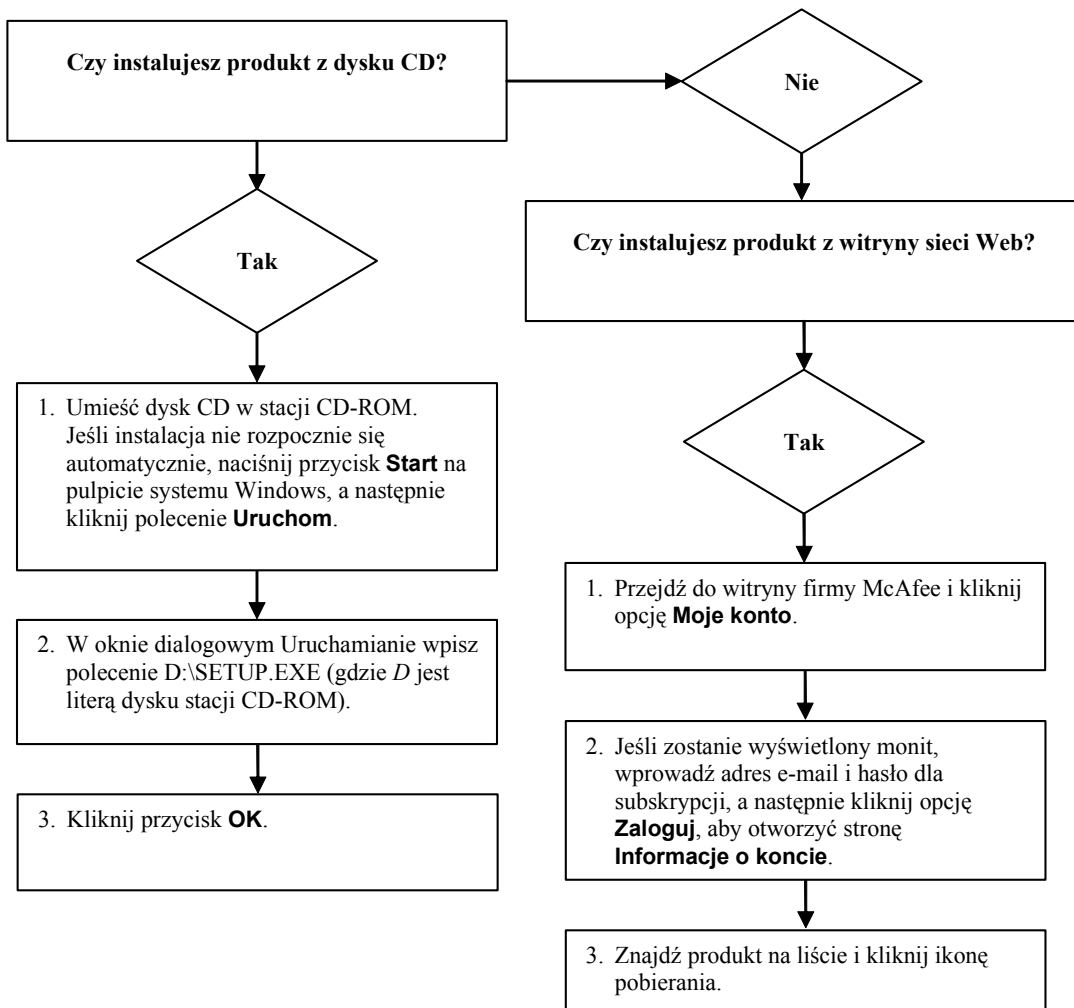 Czy instalujesz produkt z dysku CD?
Nie
Tak
Czy instalujesz produkt z witryny sieci Web?
Tak
1. Umieść dysk CD w stacji CD-ROM.
Jeśli instalacja nie rozpocznie się
automatycznie, naciśnij przycisk Start na
pulpicie systemu Windows, a następnie
kliknij polecenie Uruchom.
2. W oknie dialogowym Uruchamianie wpisz
polecenie D:\SETUP.EXE (gdzie D jest
literą dysku stacji CD-ROM).
3. Kliknij przycisk OK.
1. Przejdź do witryny firmy McAfee i kliknij
opcję Moje konto.
2. Jeśli zostanie wyświetlony monit,
wprowadź adres e-mail i hasło dla
subskrypcji, a następnie kliknij opcję
Zaloguj, aby otworzyć stronę
Informacje o koncie.
3. Znajdź produkt na liście i kliknij ikonę
pobierania.